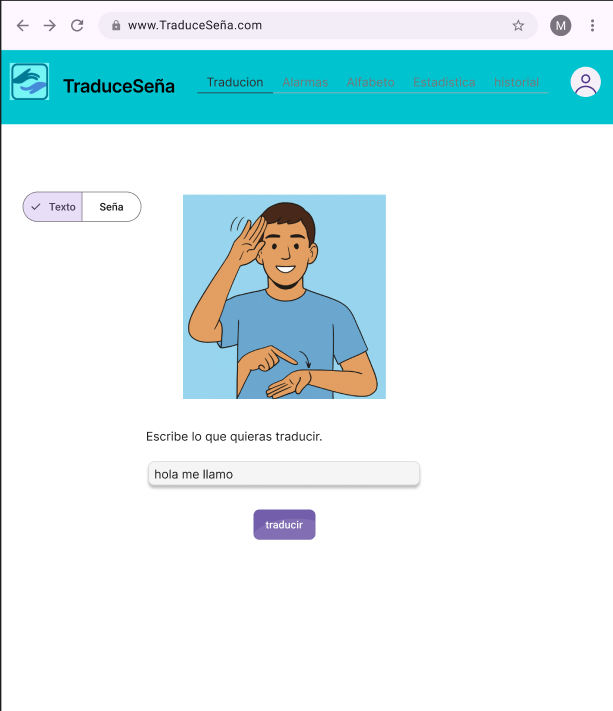 www.TraduceSeña.com
M
TraduceSeña
Traducion Alarmas Alfabeto Estadistica historial
Texto Seña
Escribe lo que quieras traducir.
hola me llamo
traducir